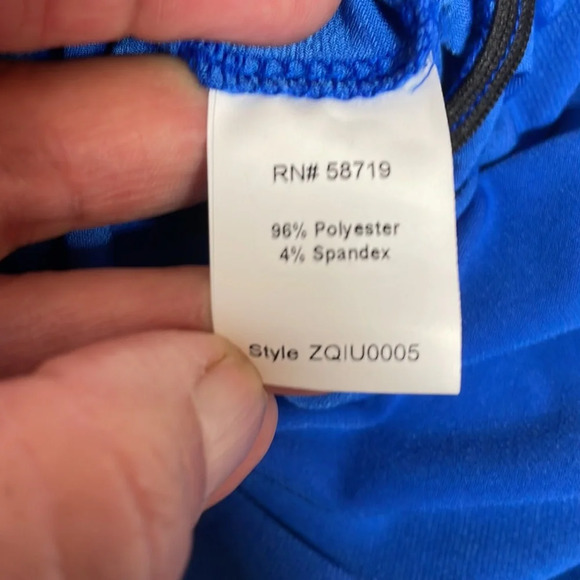 RN# 58719
96% Polyester
4% Spandex
Style ZQIU0005